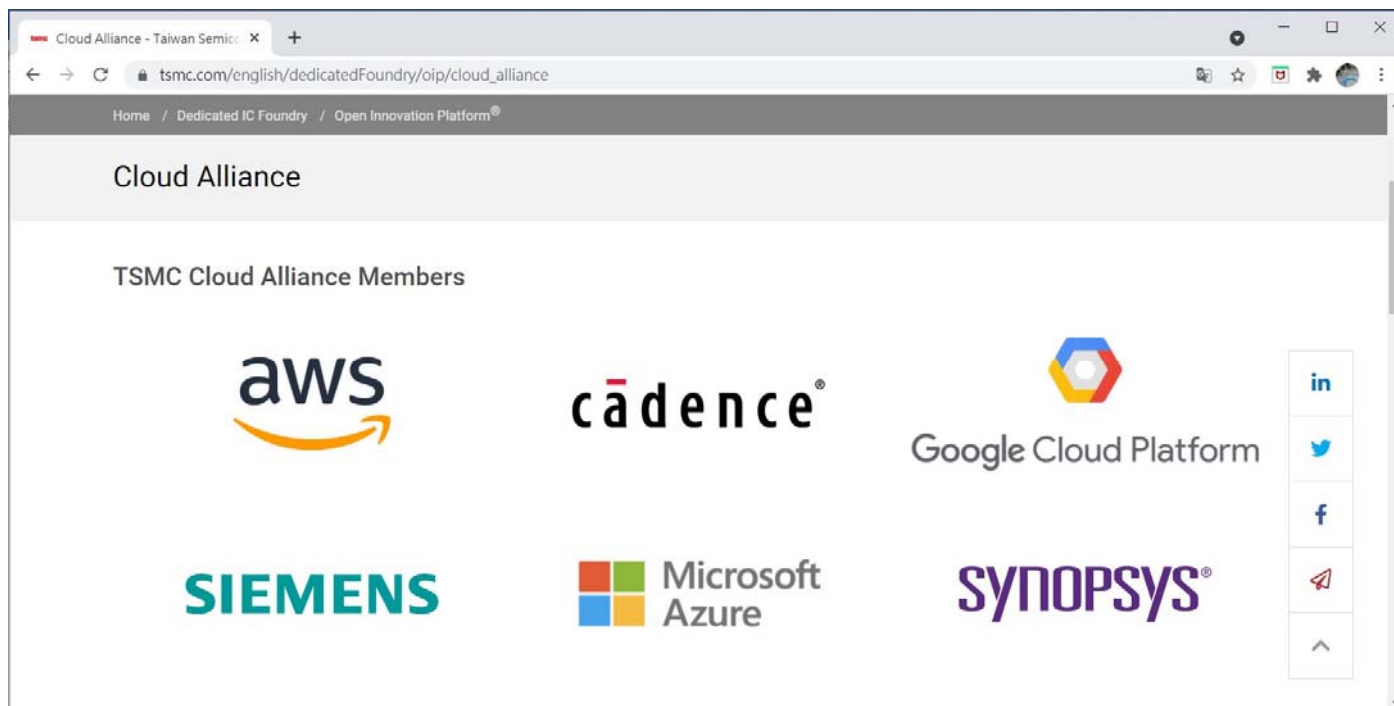 Cloud Alliance - Taiwan Semic
tsmc.com/english/dedicatedFoundry/oip/cloud_alliance
Home / Dedicated IC Foundry / Open Innovation Platform®
Cloud Alliance
TSMC Cloud Alliance Members
aws
cādence®
Google Cloud Platform
in
f
SIEMENS
Microsoft
Azure
SYNOPSYS®